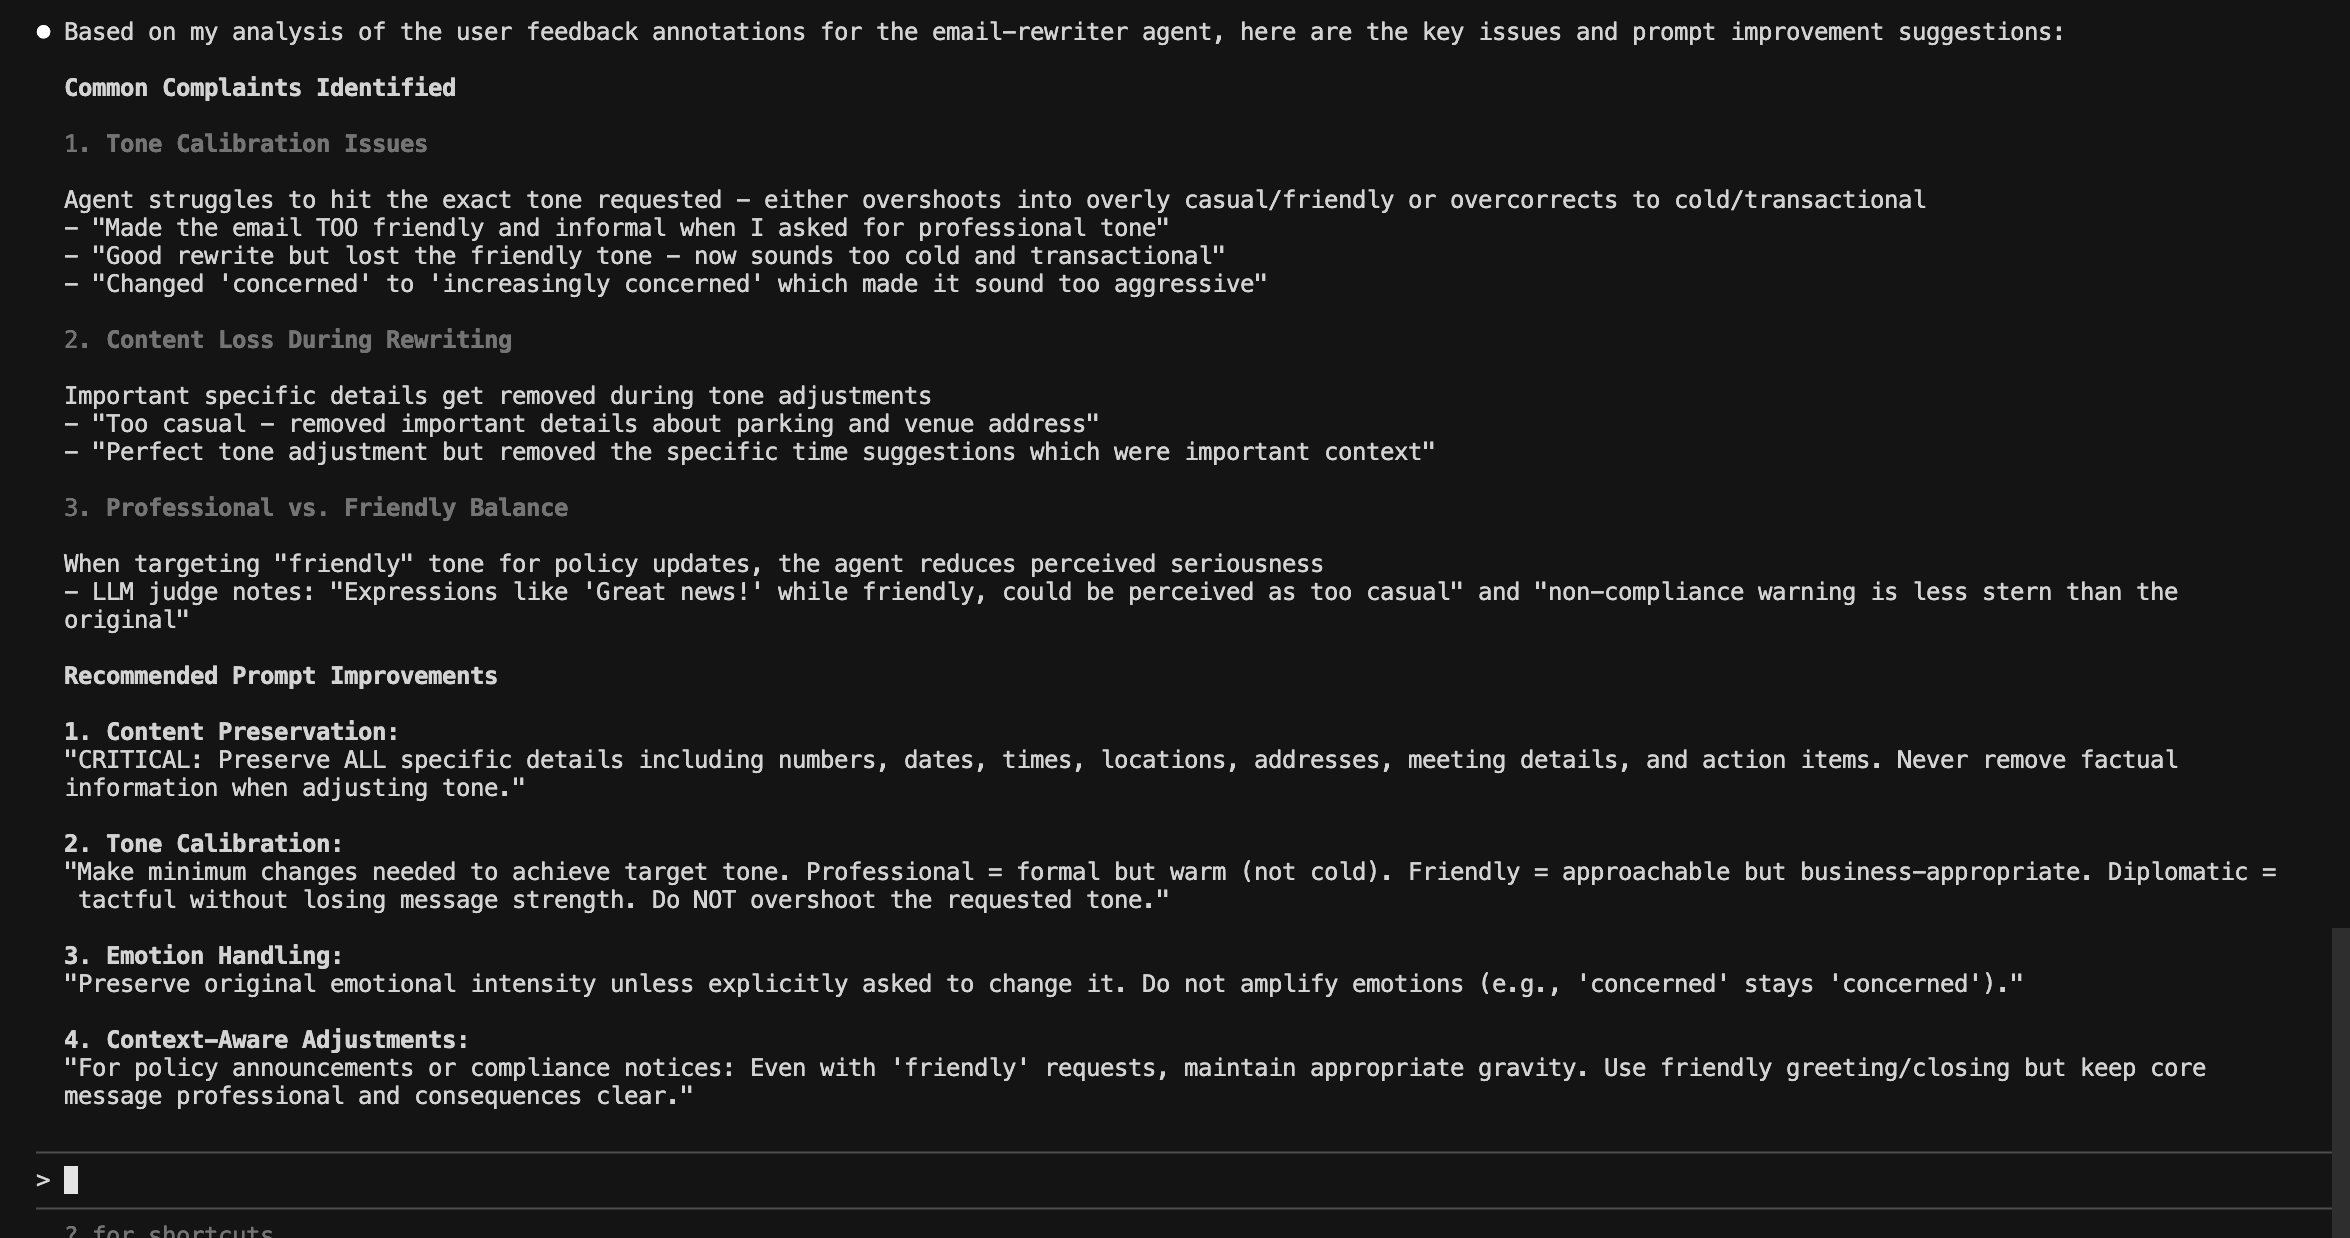 ● Based on my analysis of the user feedback annotations for the email-rewriter agent, here are the key issues and prompt improvement suggestions:
Common Complaints Identified
1. Tone Calibration Issues
Agent struggles to hit the exact tone requested - either overshoots into overly casual/friendly or overcorrects to cold/transactional
- "Made the email TOO friendly and informal when I asked for professional tone"
- "Good rewrite but lost the friendly tone - now sounds too cold and transactional"
- "Changed 'concerned' to 'increasingly concerned' which made it sound too aggressive"
2. Content Loss During Rewriting
Important specific details get removed during tone adjustments
- "Too casual - removed important details about parking and venue address"
- "Perfect tone adjustment but removed the specific time suggestions which were important context"
3. Professional vs. Friendly Balance
When targeting "friendly" tone for policy updates, the agent reduces perceived seriousness
- LLM judge notes: "Expressions like 'Great news!' while friendly, could be perceived as too casual" and "non-compliance warning is less stern than the
original"
Recommended Prompt Improvements
1. Content Preservation:
"CRITICAL: Preserve ALL specific details including numbers, dates, times, locations, addresses, meeting details, and action items. Never remove factual
information when adjusting tone."
2. Tone Calibration:
"Make minimum changes needed to achieve target tone. Professional = formal but warm (not cold). Friendly = approachable but business-appropriate. Diplomatic =
tactful without losing message strength. Do NOT overshoot the requested tone."
3. Emotion Handling:
"Preserve original emotional intensity unless explicitly asked to change it. Do not amplify emotions (e.g., 'concerned' stays 'concerned')."
4. Context-Aware Adjustments:
"For policy announcements or compliance notices: Even with 'friendly' requests, maintain appropriate gravity. Use friendly greeting/closing but keep core
message professional and consequences clear."
>
? for shortcuts